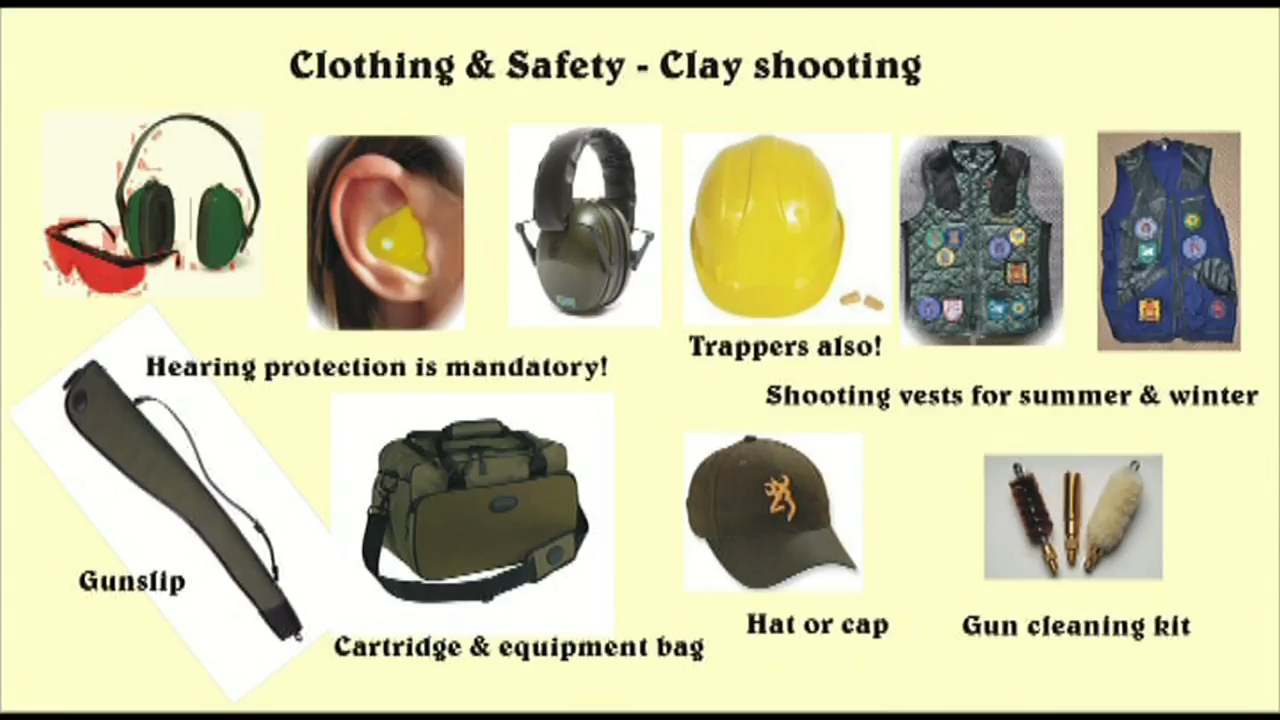 Clothing & Safety - Clay shooting
Hearing protection is mandatory!
Trappers also!
Shooting vests for summer & winter
Gunslip
Cartridge & equipment bag
Hat or cap
Gun cleaning kit